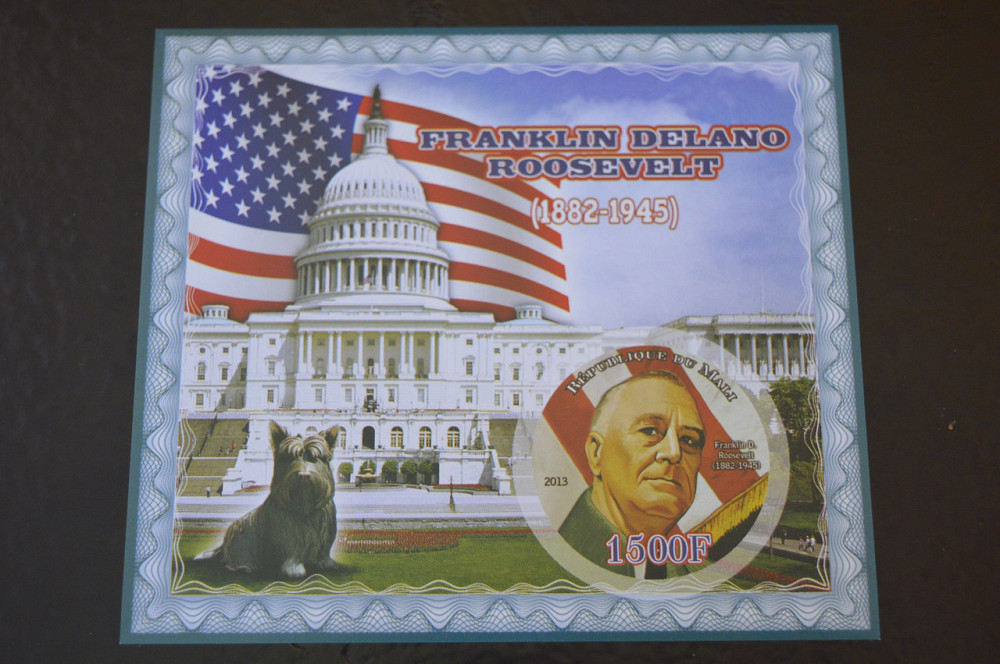 FRANKLIN DELANO
ROOSEVELT
(1882-1945)
RÉPUBLIQUE DU MALI
Franklin D.
Roosevelt
(1882-1945)
2013
1500F